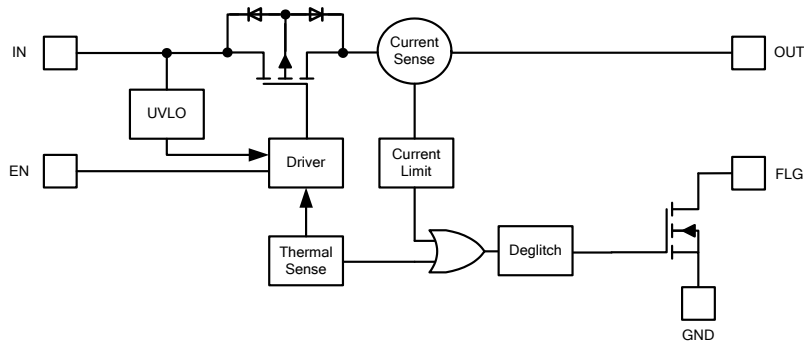 IN
Current
Sense
OUT
UVLO
EN
Driver
Current
Limit
FLG
Thermal
Sense
Deglitch
GND